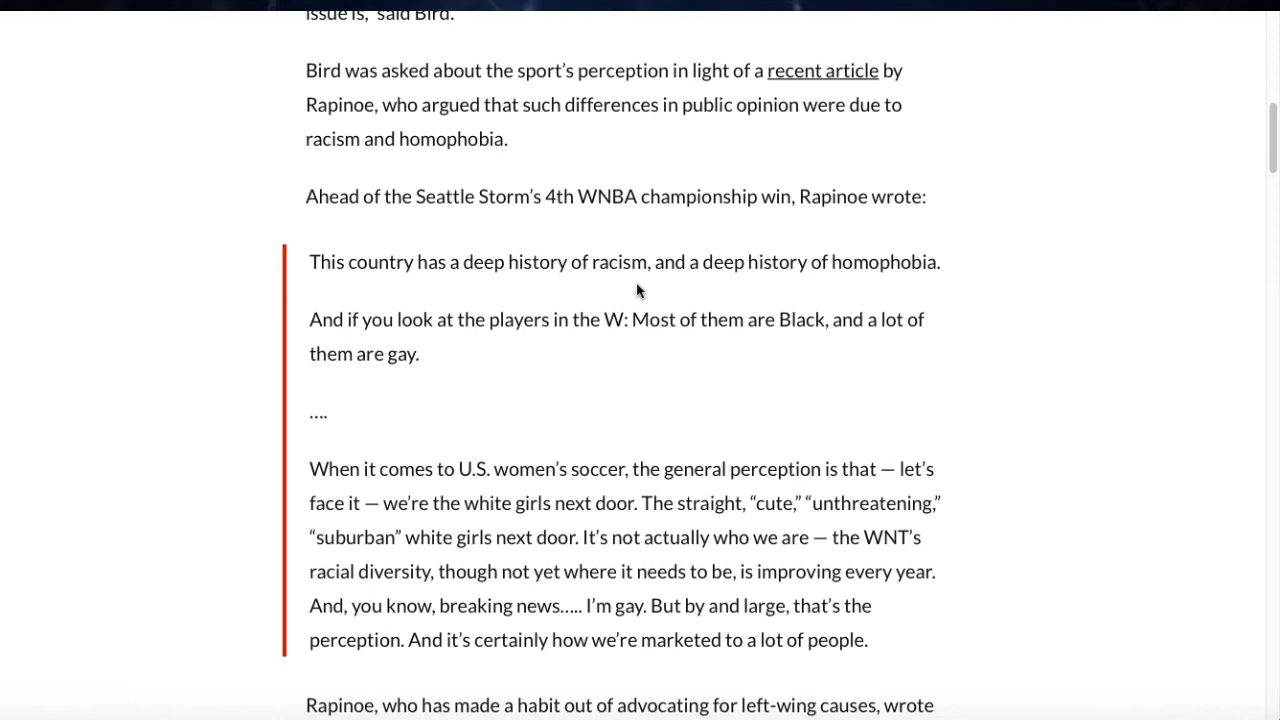 issue is,” said Bird.
Bird was asked about the sport’s perception in light of a recent article by
Rapinoe, who argued that such differences in public opinion were due to
racism and homophobia.
Ahead of the Seattle Storm’s 4th WNBA championship win, Rapinoe wrote:
This country has a deep history of racism, and a deep history of homophobia.
And if you look at the players in the W: Most of them are Black, and a lot of
them are gay.
….
When it comes to U.S. women’s soccer, the general perception is that — let’s
face it — we’re the white girls next door. The straight, “cute,” “unthreatening,”
“suburban” white girls next door. It’s not actually who we are — the WNT’s
racial diversity, though not yet where it needs to be, is improving every year.
And, you know, breaking news….. I’m gay. But by and large, that’s the
perception. And it’s certainly how we’re marketed to a lot of people.
Rapinoe, who has made a habit out of advocating for left-wing causes, wrote